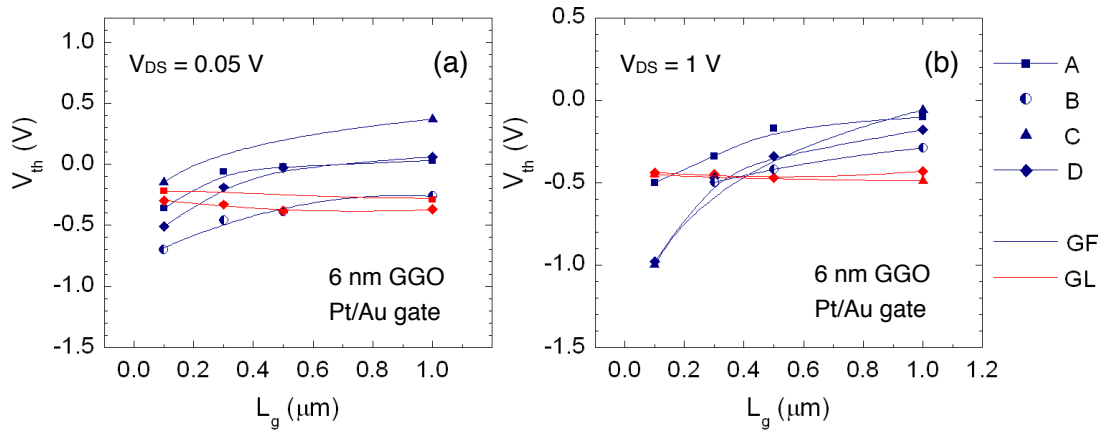 V_DS = 0.05 V
(a)
6 nm GGO
Pt/Au gate
V_th (V)
1.0
0.5
0.0
-0.5
-1.0
-1.5
0.0 0.2 0.4 0.6 0.8 1.0
L_g (μm)
V_DS = 1 V
(b)
6 nm GGO
Pt/Au gate
V_th (V)
0.5
0.0
-0.5
-1.0
-1.5
0.0 0.2 0.4 0.6 0.8 1.0 1.2
L_g (μm)
A
B
C
D
GF
GL